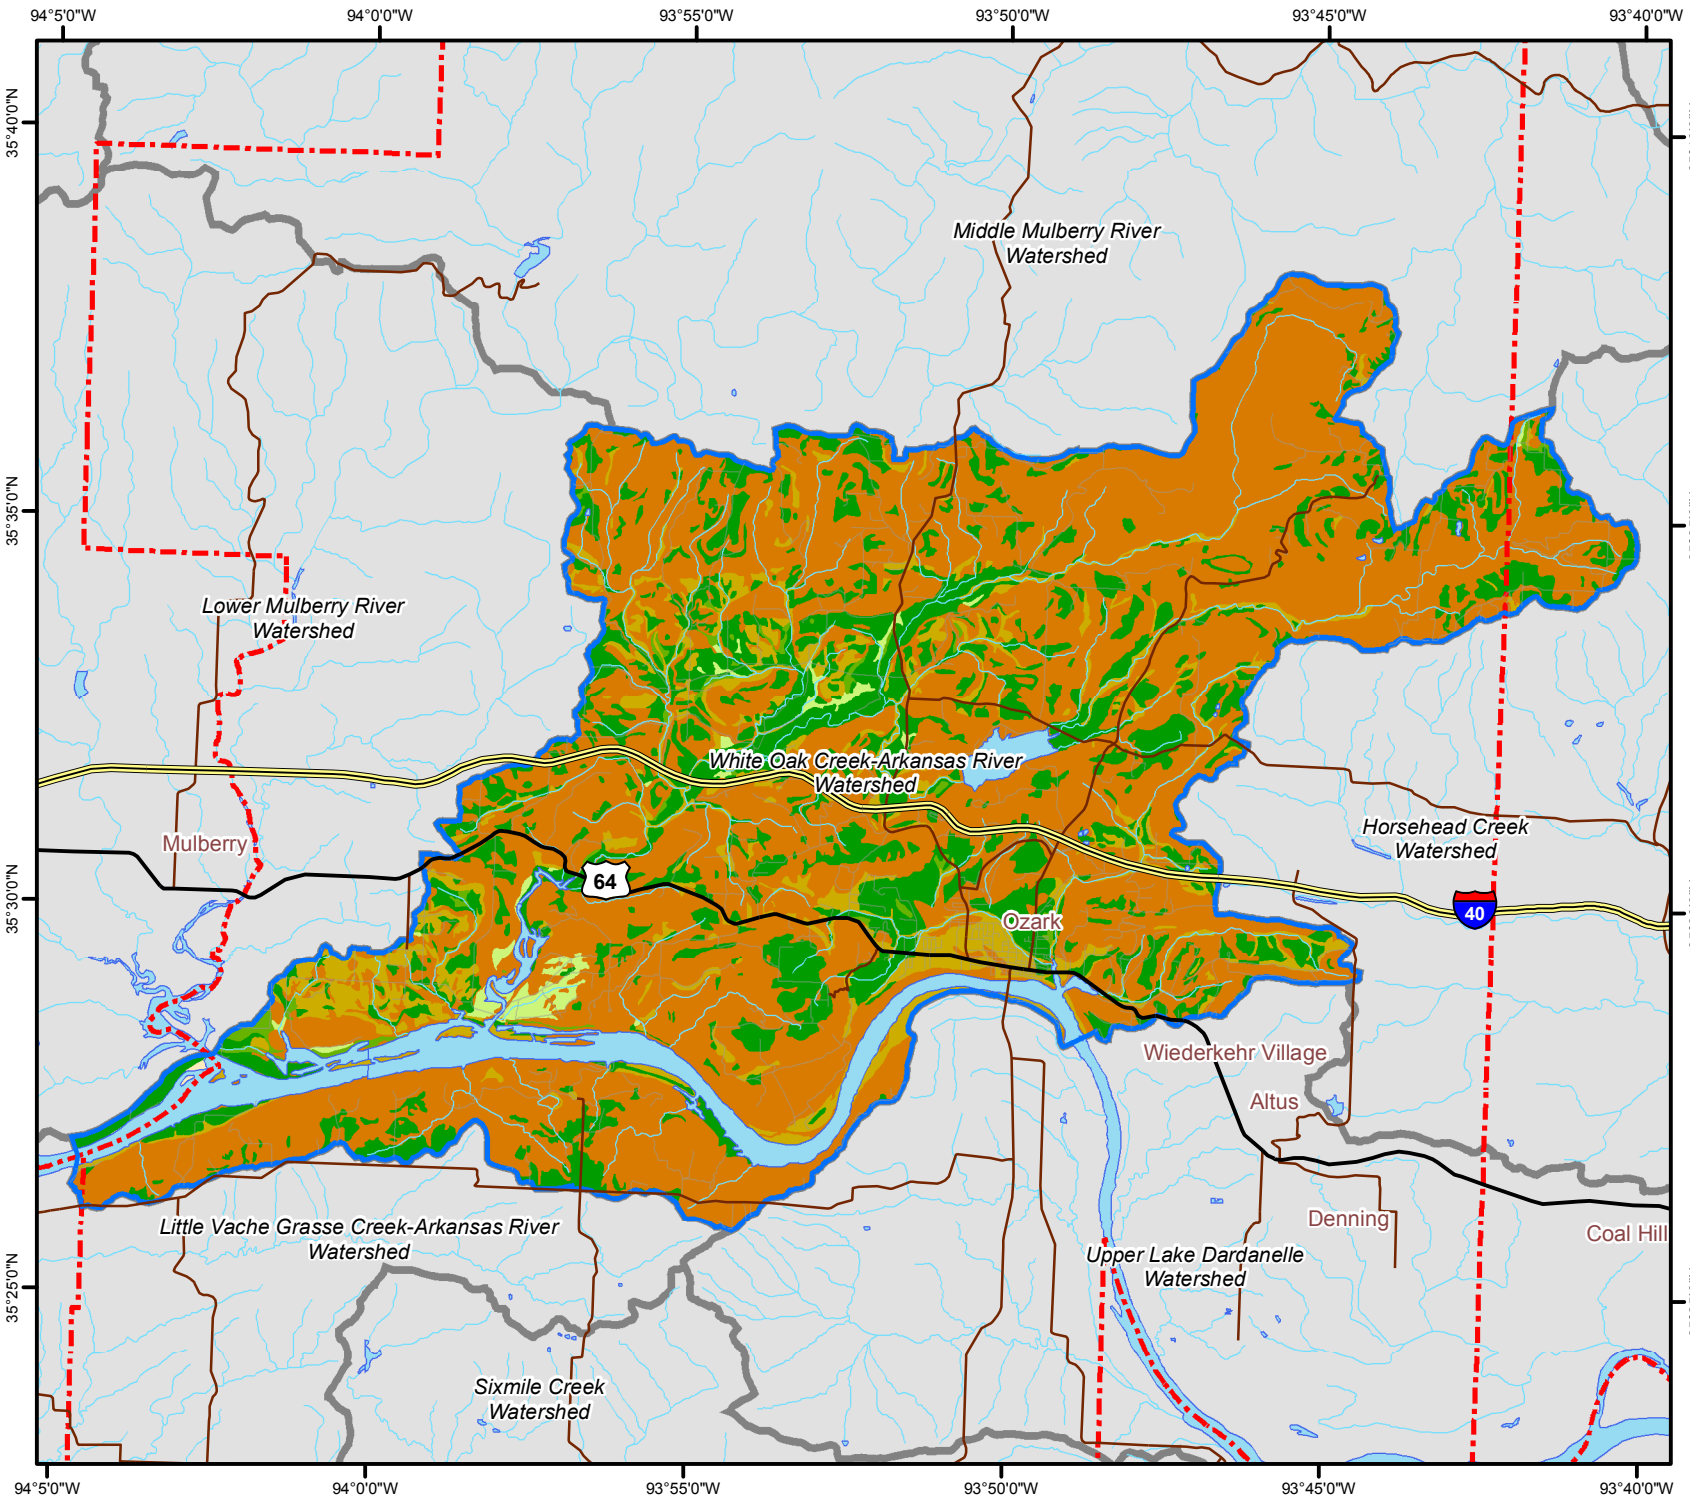 94°5'0"W
94°0'0"W
93°55'0"W
93°50'0"W
93°45'0"W
93°40'0"W
35°40'0"N
Middle Mulberry River
Watershed
35°35'0"N
Lower Mulberry River
Watershed
White Oak Creek-Arkansas River
Watershed
Mulberry
Horsehead Creek
Watershed
64
35°30'0"N
40
Ozark
Wiederkehr Village
Altus
Little Vache Grasse Creek-Arkansas River
Watershed
Denning
Coal Hill
35°25'0"N
Upper Lake Dardanelle
Watershed
Sixmile Creek
Watershed
94°5'0"W
94°0'0"W
93°55'0"W
93°50'0"W
93°45'0"W
93°40'0"W